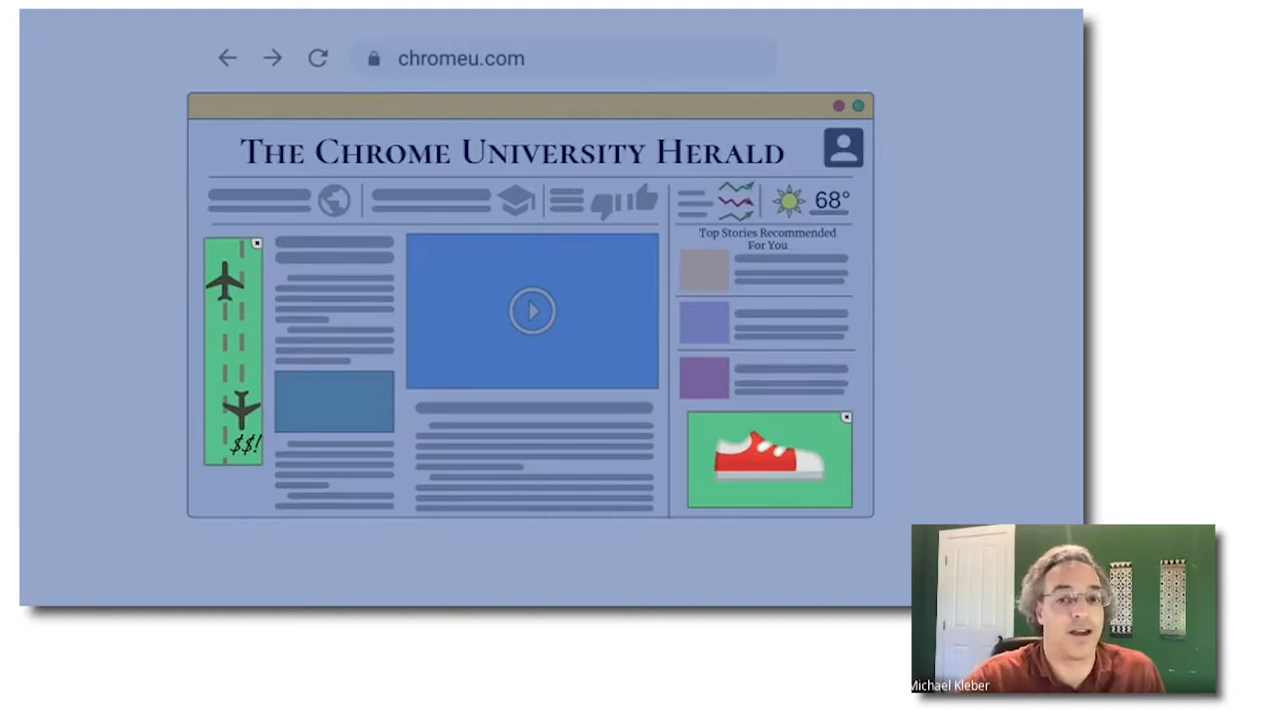 chromeu.com
THE CHROME UNIVERSITY HERALD
68°
Top Stories Recommended
For You
$$!
Michael Kleber